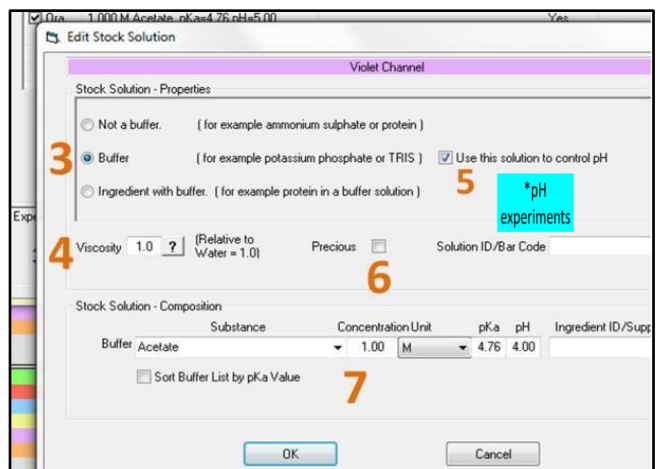 Ora 1.000 M Acetate pKa=4.76 pH=5.00 Yes
Edit Stock Solution
Violet Channel
Stock Solution - Properties
Not a buffer. ( for example ammonium sulphate or protein )
3 Buffer ( for example potassium phosphate or TRIS ) Use this solution to control pH
5
Ingredient with buffer. ( for example protein in a buffer solution )
*pH
experiments
Expe
4 Viscosity 1.0 ? (Relative to
Water = 1.0) Precious Solution ID/Bar Code
6
Stock Solution - Composition
Substance Concentration Unit pKa pH Ingredient ID/Supp
Buffer Acetate 1.00 M 4.76 4.00
Sort Buffer List by pKa Value
7
OK Cancel